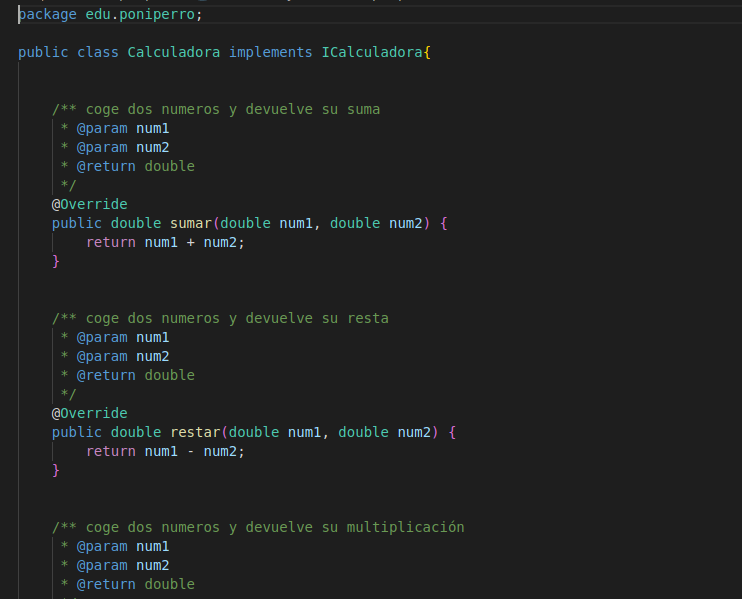 package edu.poniperro;
public class Calculadora implements ICalculadora{
/** coge dos numeros y devuelve su suma
* @param num1
* @param num2
* @return double
*/
@Override
public double sumar(double num1, double num2) {
return num1 + num2;
}
/** coge dos numeros y devuelve su resta
* @param num1
* @param num2
* @return double
*/
@Override
public double restar(double num1, double num2) {
return num1 - num2;
}
/** coge dos numeros y devuelve su multiplicación
* @param num1
* @param num2
* @return double